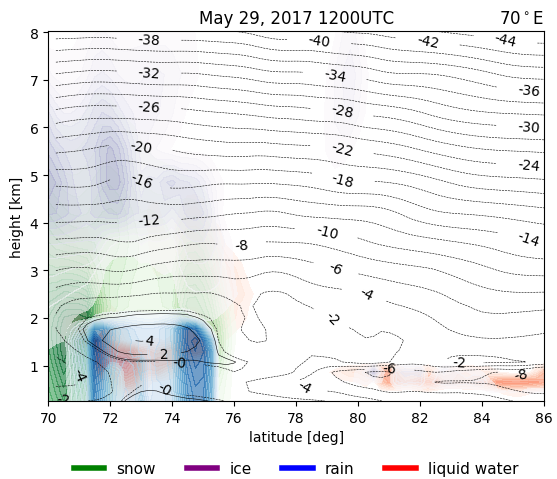 May 29, 2017 1200UTC 70°E
8
7
6
5
4
3
2
1
height [km]
-38 -40 -42 -44
-32 -34 -36
-26 -28 -30
-20 -22 -24
-16 -18
-12 -10 -14
-8 -6
-4
-2
4
2 -0 -2
-4 -6 -8
-0 -4
-2
70 72 74 76 78 80 82 84 86
latitude [deg]
snow ice rain liquid water